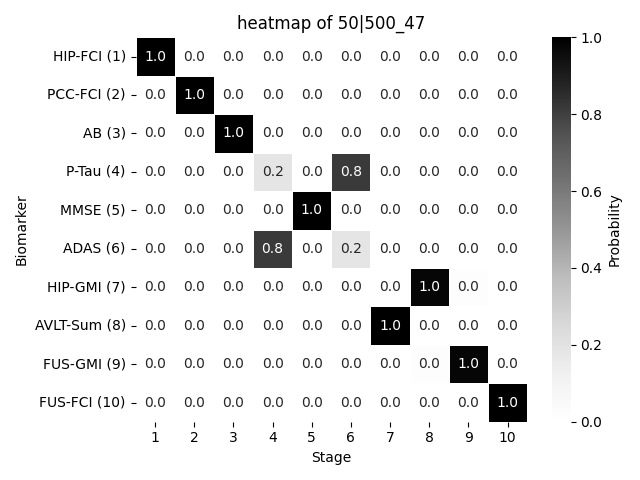 heatmap of 50|500_47
HIP-FCI (1) 1.0 0.0 0.0 0.0 0.0 0.0 0.0 0.0 0.0 0.0
PCC-FCI (2) 0.0 1.0 0.0 0.0 0.0 0.0 0.0 0.0 0.0 0.0
AB (3) 0.0 0.0 1.0 0.0 0.0 0.0 0.0 0.0 0.0 0.0
P-Tau (4) 0.0 0.0 0.0 0.2 0.0 0.8 0.0 0.0 0.0 0.0
MMSE (5) 0.0 0.0 0.0 0.0 1.0 0.0 0.0 0.0 0.0 0.0
ADAS (6) 0.0 0.0 0.0 0.8 0.0 0.2 0.0 0.0 0.0 0.0
HIP-GMI (7) 0.0 0.0 0.0 0.0 0.0 0.0 0.0 1.0 0.0 0.0
AVLT-Sum (8) 0.0 0.0 0.0 0.0 0.0 0.0 1.0 0.0 0.0 0.0
FUS-GMI (9) 0.0 0.0 0.0 0.0 0.0 0.0 0.0 0.0 1.0 0.0
FUS-FCI (10) 0.0 0.0 0.0 0.0 0.0 0.0 0.0 0.0 0.0 1.0
1 2 3 4 5 6 7 8 9 10
Stage
Biomarker
1.0
0.8
0.6
0.4
0.2
0.0
Probability